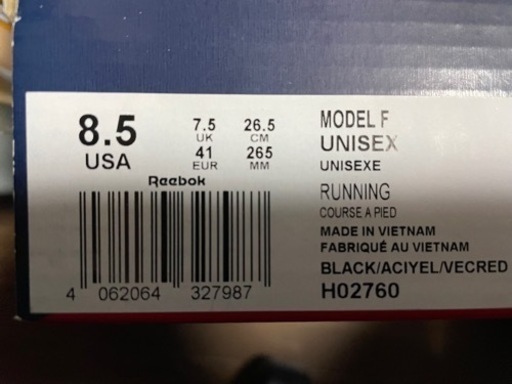 8.5
USA
7.5
UK
41
EUR
26.5
CM
265
MM
Reebok
4 062064 327987
MODEL F
UNISEX
UNISEXE
RUNNING
COURSE A PIED
MADE IN VIETNAM
FABRIQUÉ AU VIETNAM
BLACK/ACIYEL/VECRED
H02760